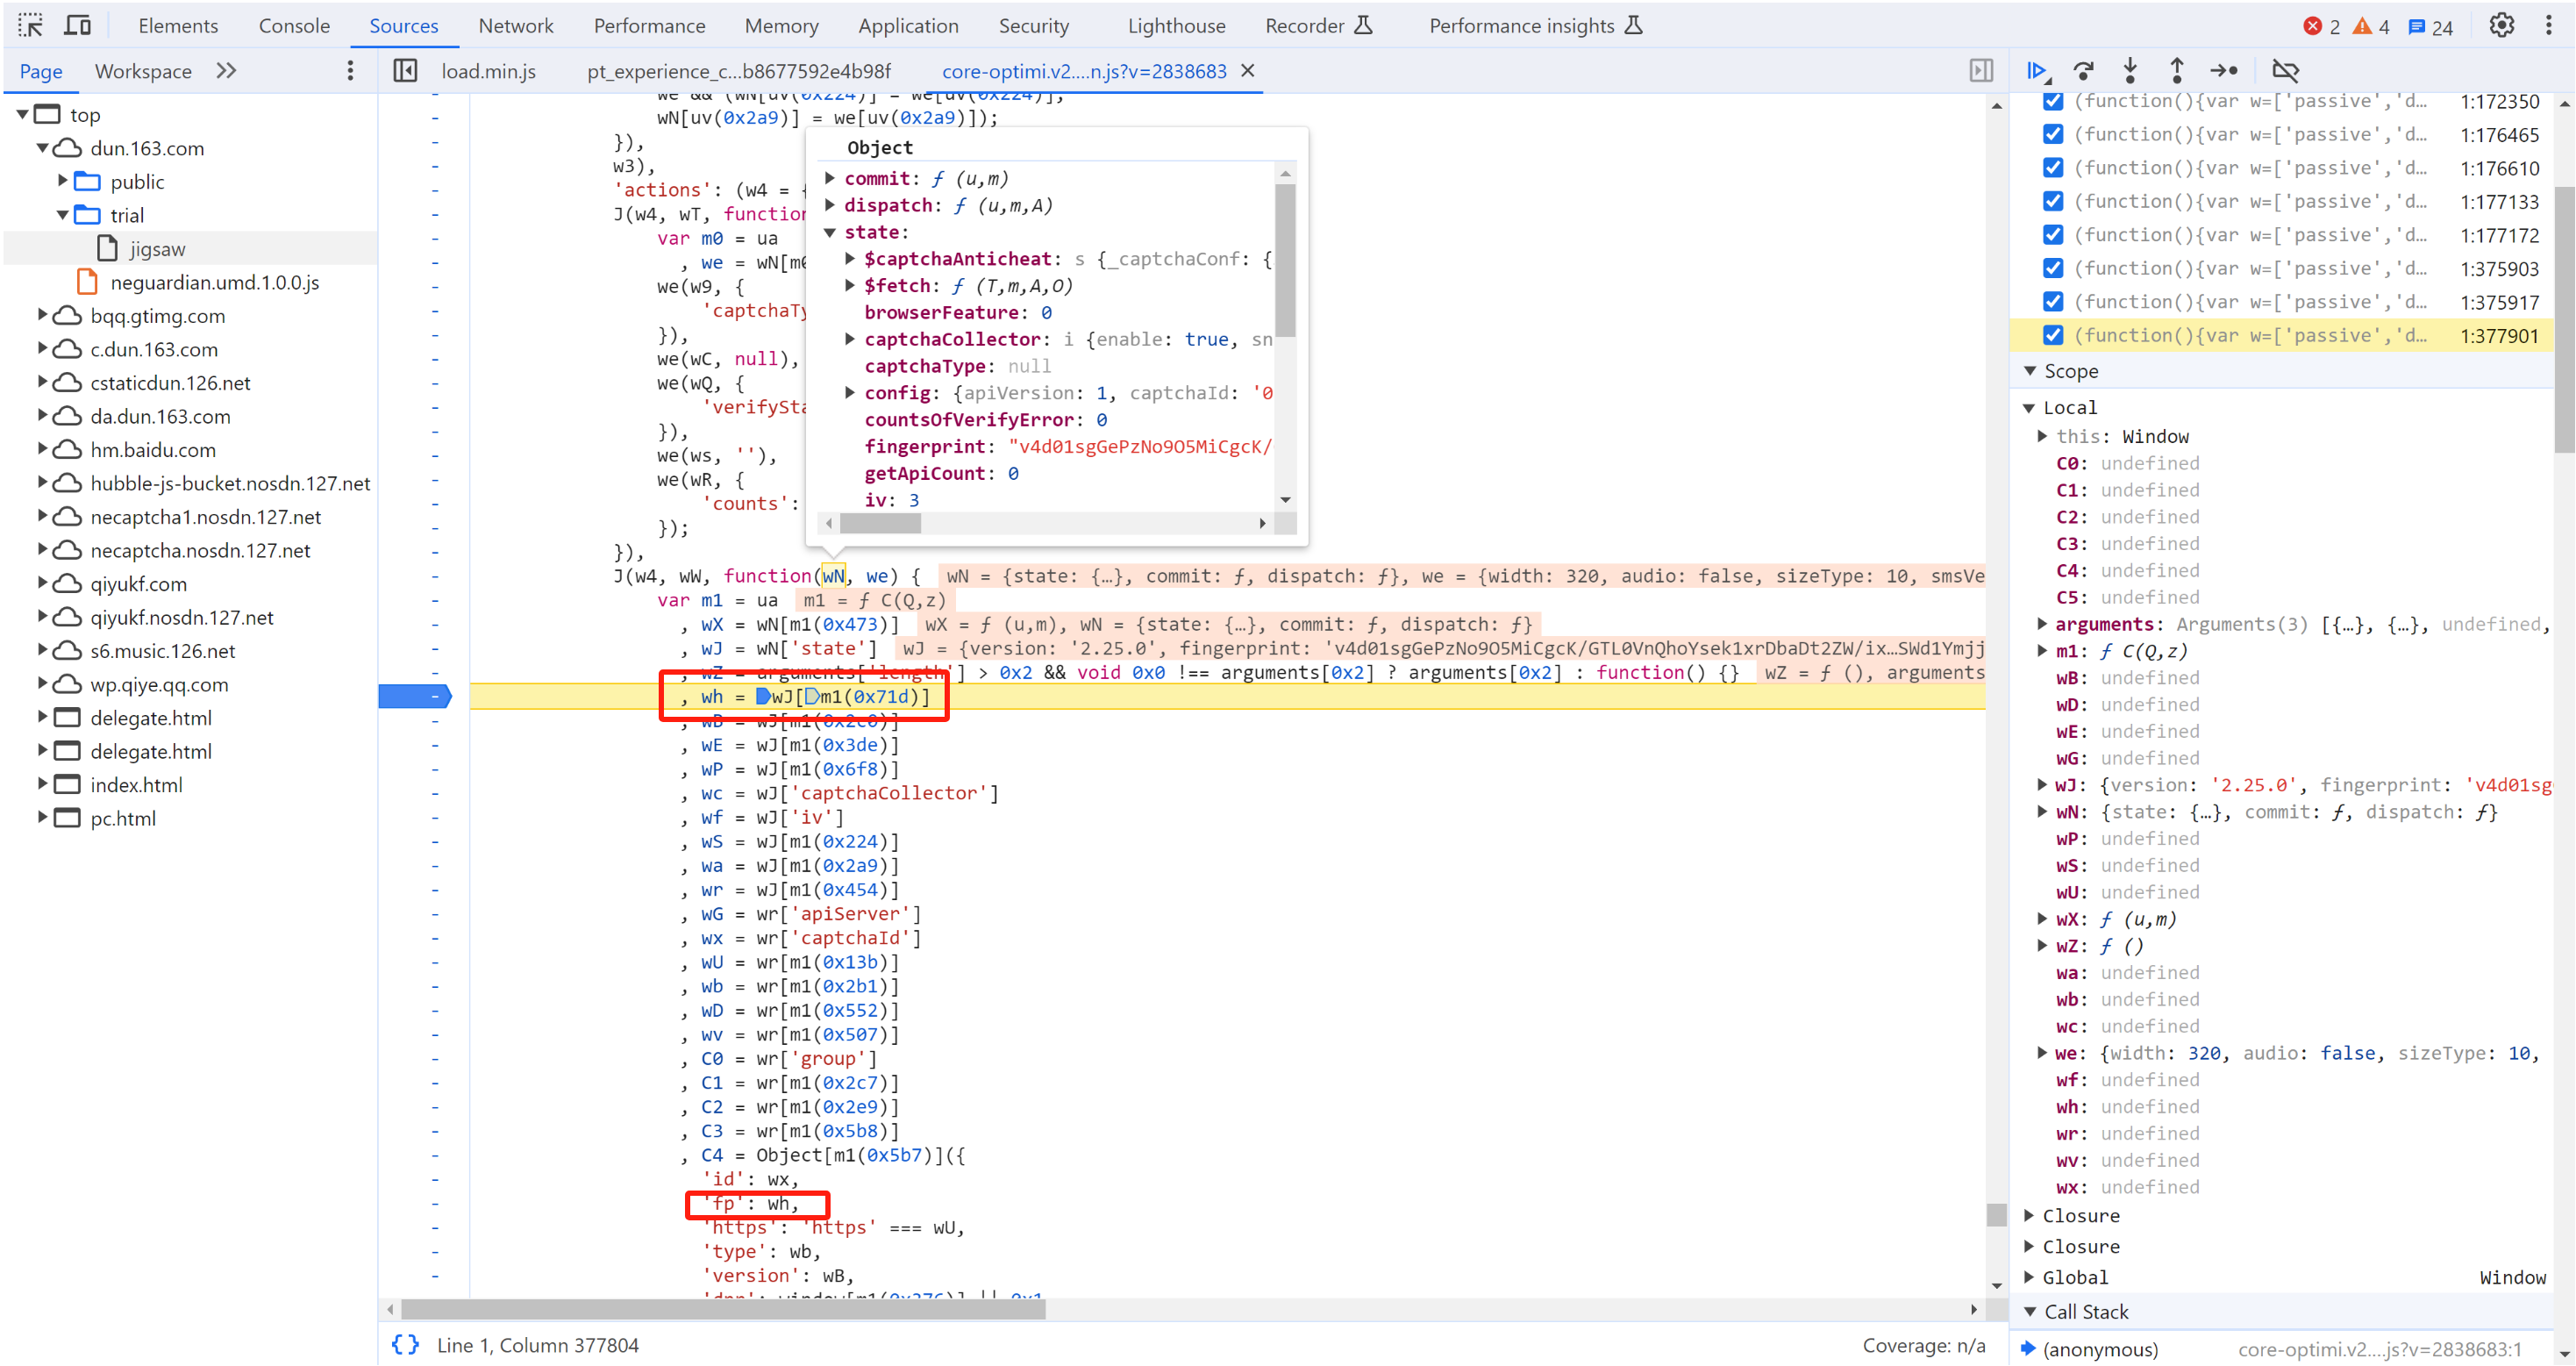 Elements Console Sources Network Performance Memory Application Security Lighthouse Recorder Performance insights 2 4 24
Page Workspace
top
dun.163.com
public
trial
jigsaw
neguardian.umd.1.0.0.js
bqq.gtimg.com
c.dun.163.com
cstaticdun.126.net
da.dun.163.com
hm.baidu.com
hubble-js-bucket.nosdn.127.net
necaptcha1.nosdn.127.net
necaptcha.nosdn.127.net
qiyukf.com
qiyukf.nosdn.127.net
s6.music.126.net
wp.qiye.qq.com
delegate.html
delegate.html
index.html
pc.html
load.min.js pt_experience_c...b8677592e4b98f core-optimi.v2....n.js?v=2838683
we && (wN[uv(0x224)] = we[uv(0x224)],
wN[uv(0x2a9)] = we[uv(0x2a9)]);
}),
w3),
'actions': (w4 = {
J(w4, wT, function
var m0 = ua
, we = wN[m0
we(w9, {
'captchaTy
}),
we(wC, null),
we(wQ, {
'verifySta
}),
we(ws, ''),
we(wR, {
'counts':
});
}),
Object
commit: ƒ (u,m)
dispatch: ƒ (u,m,A)
state:
$captchaAnticheat: s {_captchaConf: {
$fetch: ƒ (T,m,A,O)
browserFeature: 0
captchaCollector: i {enable: true, sn
captchaType: null
config: {apiVersion: 1, captchaId: '0
countsOfVerifyError: 0
fingerprint: "v4d01sgGePzNo9O5MiCgcK/
getApiCount: 0
iv: 3
J(w4, wW, function(wN, we) { wN = {state: {…}, commit: ƒ, dispatch: ƒ}, we = {width: 320, audio: false, sizeType: 10, smsVe
var m1 = ua m1 = ƒ C(Q,z)
, wX = wN[m1(0x473)] wX = ƒ (u,m), wN = {state: {…}, commit: ƒ, dispatch: ƒ}
, wJ = wN['state'] wJ = {version: '2.25.0', fingerprint: 'v4d01sgGePzNo9O5MiCgcK/GTL0VnQhoYsek1xrDbaDt2ZW/ix…SWd1Ymjj
, wZ = arguments['length'] > 0x2 && void 0x0 !== arguments[0x2] ? arguments[0x2] : function() {} wZ = ƒ (), arguments
, wh = wJ[m1(0x71d)]
, wB = wJ[m1(0x2c0)]
, wE = wJ[m1(0x3de)]
, wP = wJ[m1(0x6f8)]
, wc = wJ['captchaCollector']
, wf = wJ['iv']
, wS = wJ[m1(0x224)]
, wa = wJ[m1(0x2a9)]
, wr = wJ[m1(0x454)]
, wG = wr['apiServer']
, wx = wr['captchaId']
, wU = wr[m1(0x13b)]
, wb = wr[m1(0x2b1)]
, wD = wr[m1(0x552)]
, wv = wr[m1(0x507)]
, C0 = wr['group']
, C1 = wr[m1(0x2c7)]
, C2 = wr[m1(0x2e9)]
, C3 = wr[m1(0x5b8)]
, C4 = Object[m1(0x5b7)]({
'id': wx,
'fp': wh,
'https': 'https' === wU,
'type': wb,
'version': wB,
'dpr': window[m1(0x376)] || 0x1
Line 1, Column 377804 Coverage: n/a
(function(){var w=['passive','d… 1:172350
(function(){var w=['passive','d… 1:176465
(function(){var w=['passive','d… 1:176610
(function(){var w=['passive','d… 1:177133
(function(){var w=['passive','d… 1:177172
(function(){var w=['passive','d… 1:375903
(function(){var w=['passive','d… 1:375917
(function(){var w=['passive','d… 1:377901
Scope
Local
this: Window
C0: undefined
C1: undefined
C2: undefined
C3: undefined
C4: undefined
C5: undefined
arguments: Arguments(3) [{…}, {…}, undefined,
m1: ƒ C(Q,z)
wB: undefined
wD: undefined
wE: undefined
wG: undefined
wJ: {version: '2.25.0', fingerprint: 'v4d01sg
wN: {state: {…}, commit: ƒ, dispatch: ƒ}
wP: undefined
wS: undefined
wU: undefined
wX: ƒ (u,m)
wZ: ƒ ()
wa: undefined
wb: undefined
wc: undefined
we: {width: 320, audio: false, sizeType: 10,
wf: undefined
wh: undefined
wr: undefined
wv: undefined
wx: undefined
Closure
Closure
Global Window
Call Stack
(anonymous) core-optimi.v2....js?v=2838683:1